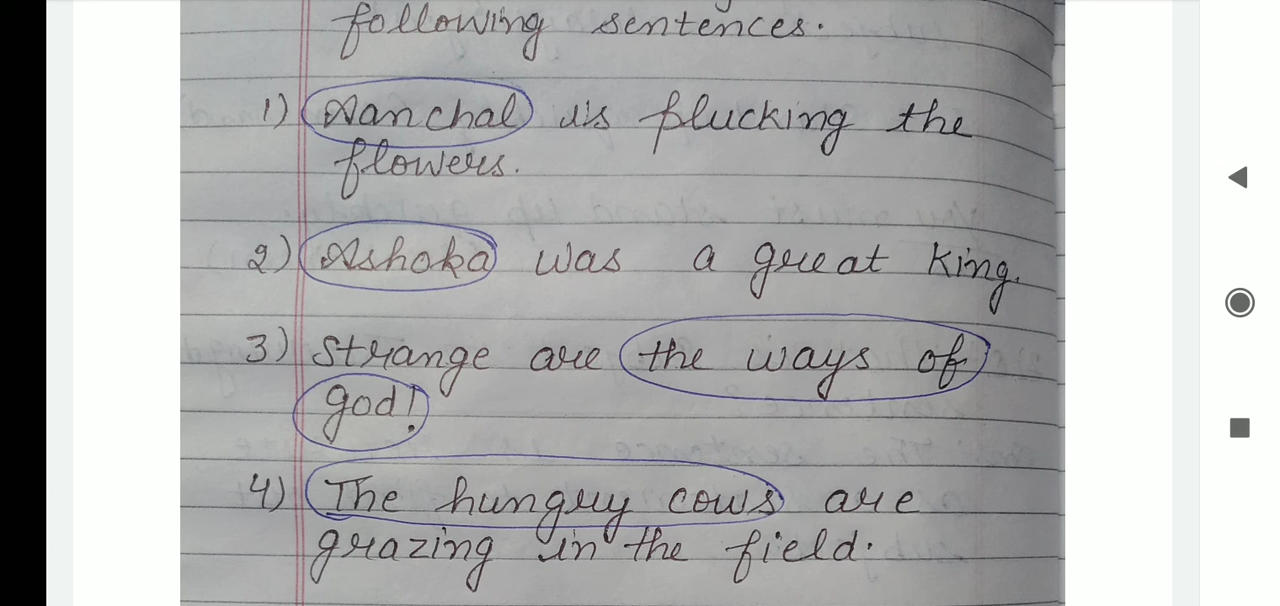 following sentences.
1) Aanchal is plucking the
flowers.
2) Ashoka was a great king.
3) strange are the ways of
god!
4) The hungry cows are
grazing in the field.